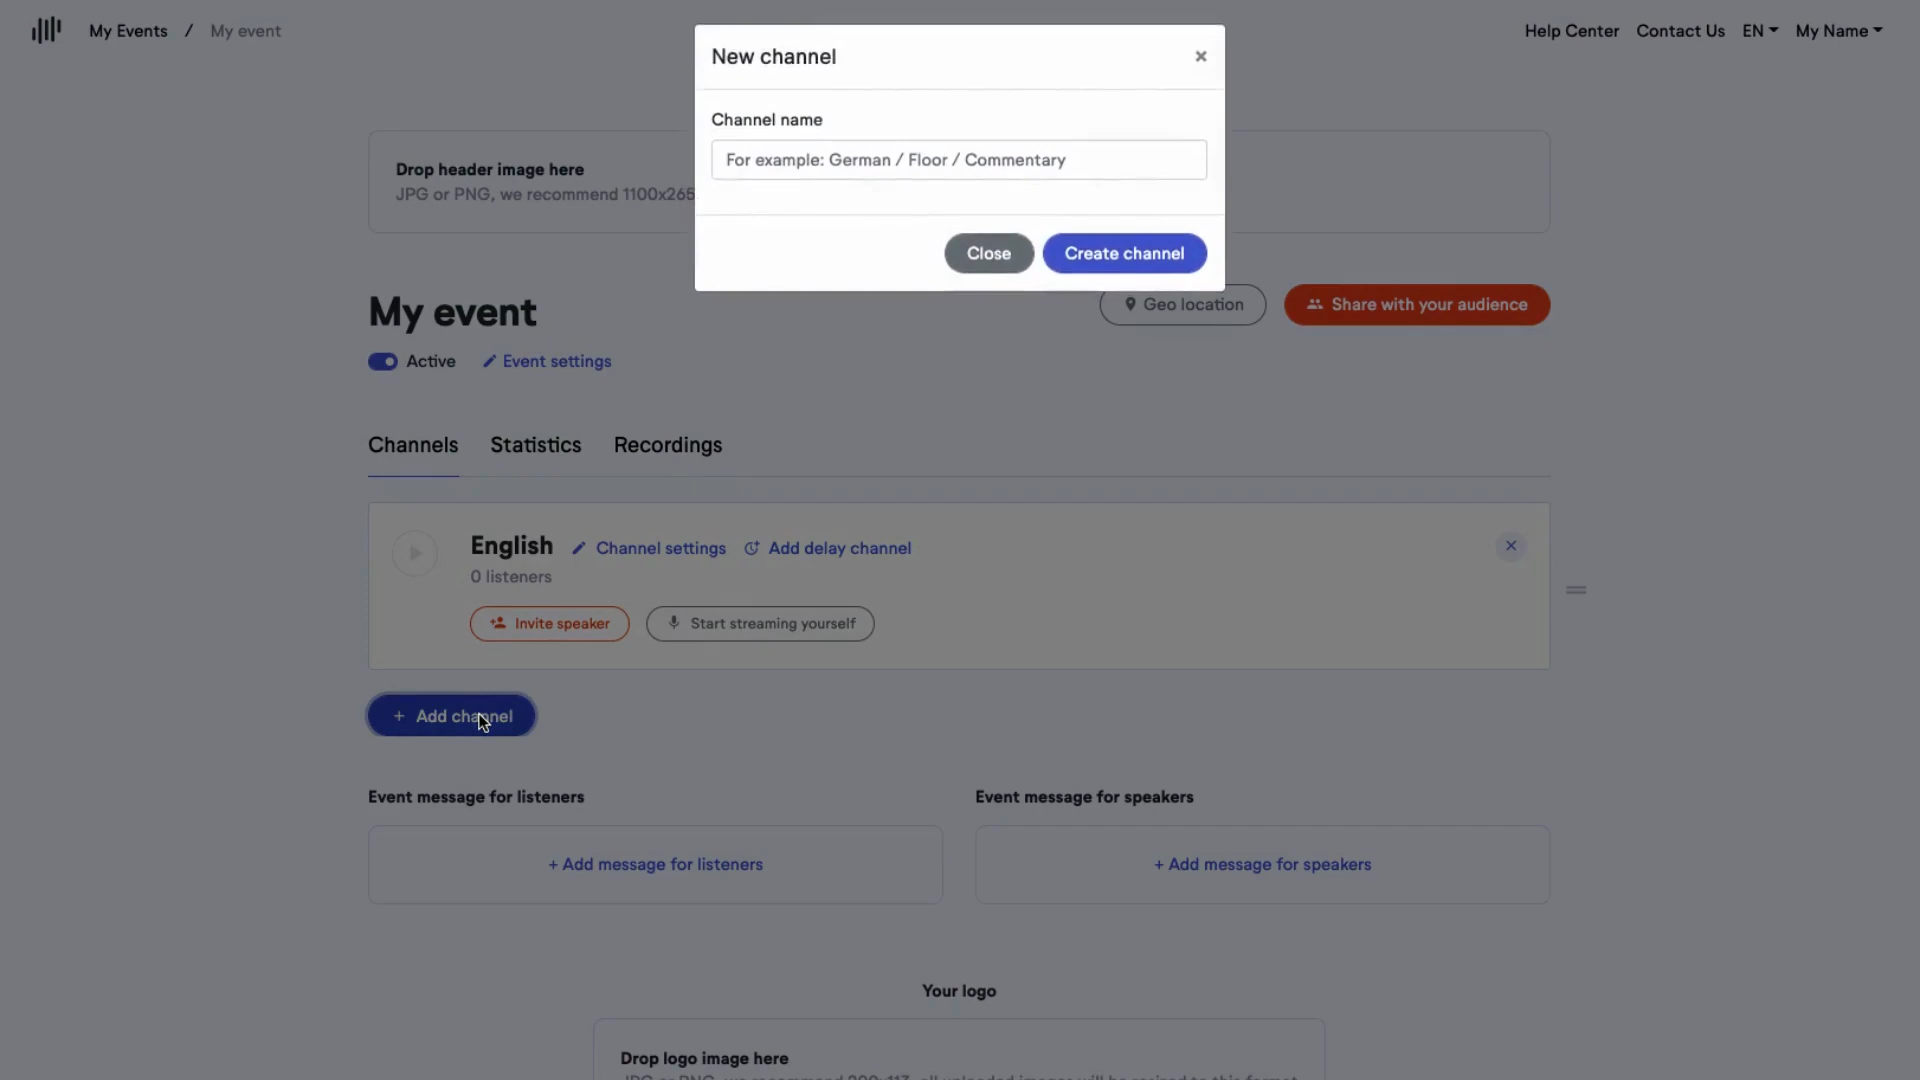 My Events / My event
Help Center Contact Us EN My Name
New channel
Channel name
For example: German / Floor / Commentary
Close Create channel
Drop header image here
JPG or PNG, we recommend 1100x265
My event
Geo location Share with your audience
Active Event settings
Channels Statistics Recordings
English Channel settings Add delay channel
0 listeners
Invite speaker Start streaming yourself
+ Add channel
Event message for listeners
Event message for speakers
+ Add message for listeners
+ Add message for speakers
Your logo
Drop logo image here